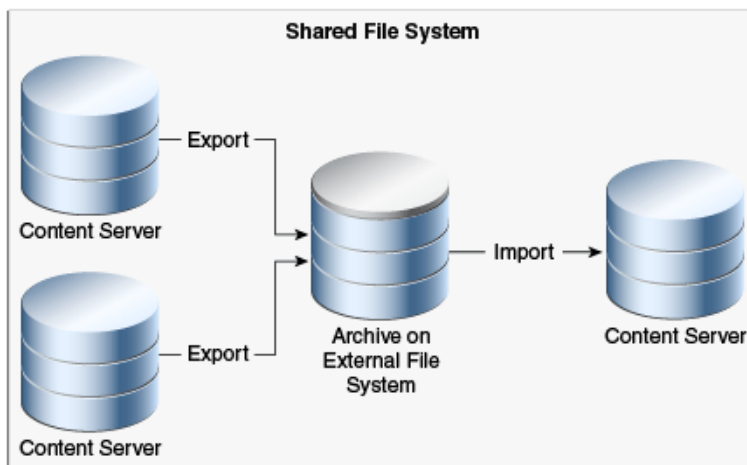 Shared File System
Export
Content Server
Export
Content Server
Archive on
External File
System
Import
Content Server